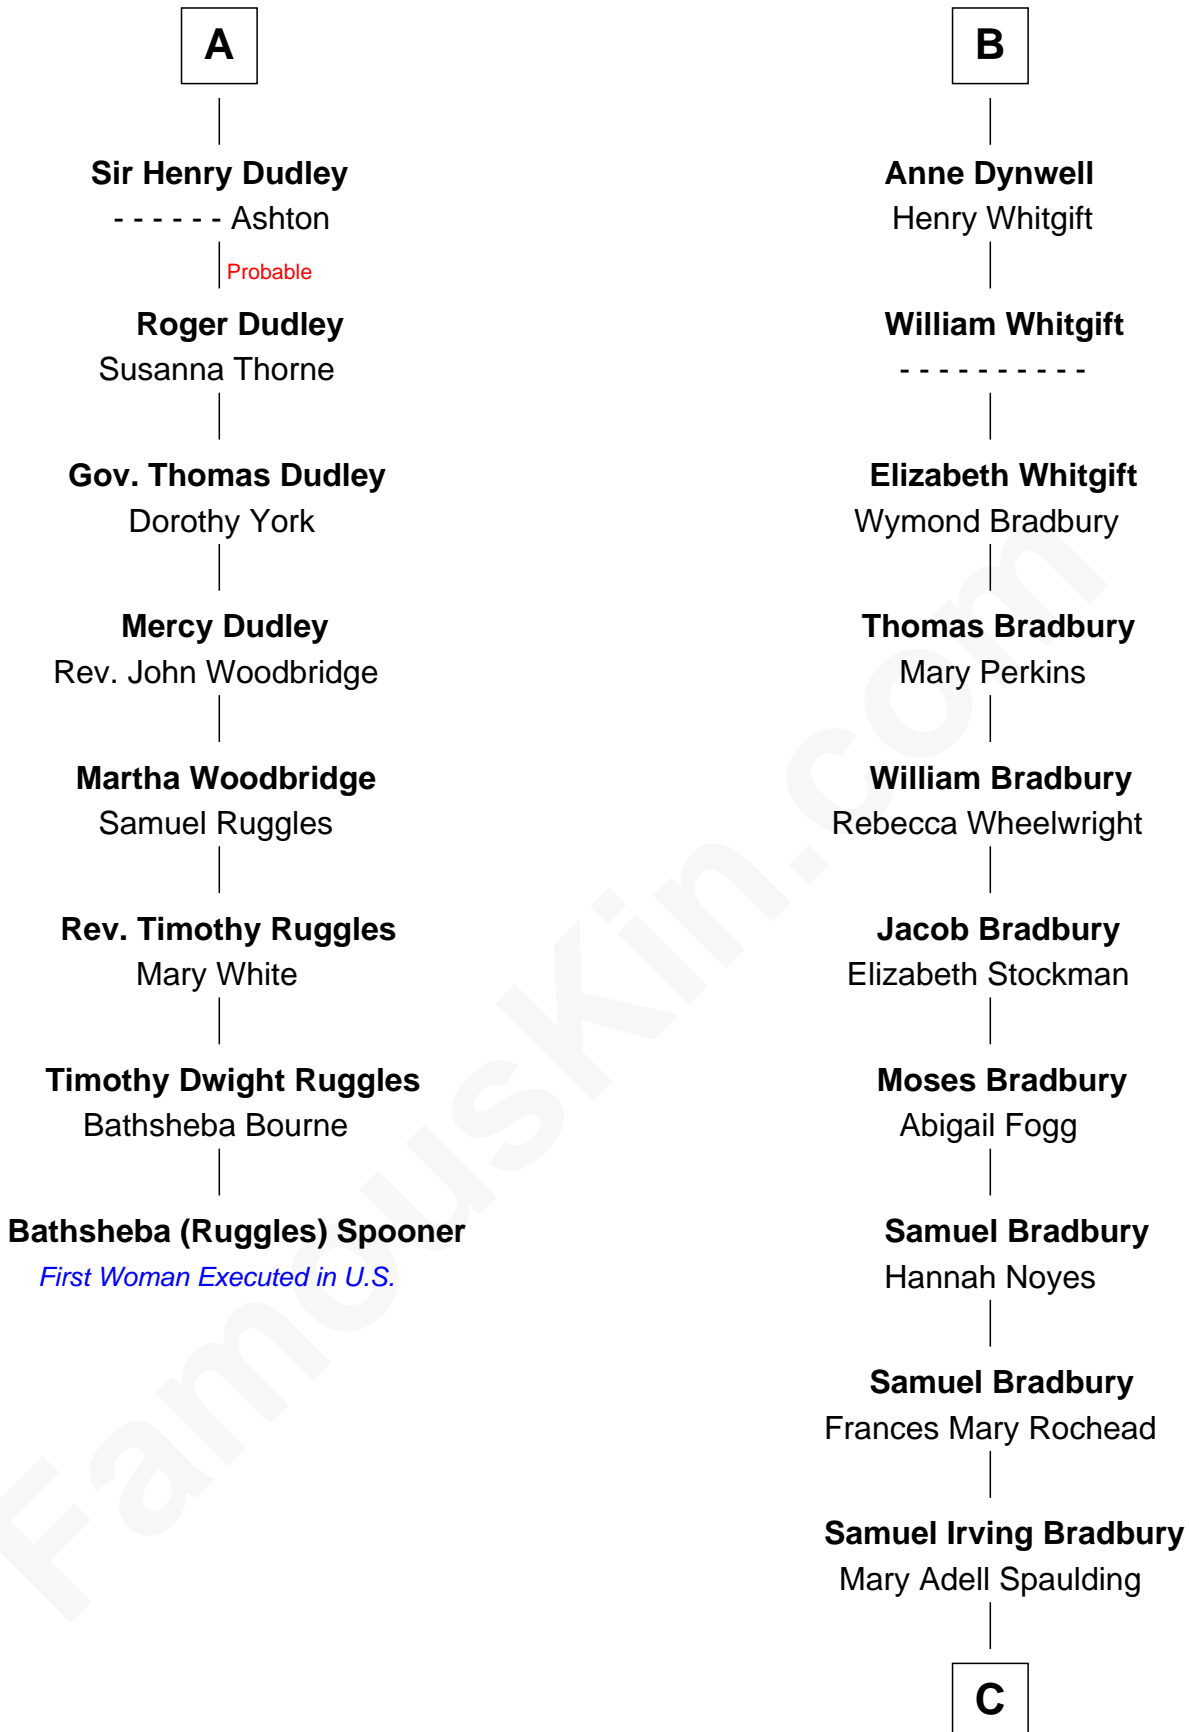 A
Sir Henry Dudley
- - - - - - Ashton
Probable
Roger Dudley
Susanna Thorne
Gov. Thomas Dudley
Dorothy York
Mercy Dudley
Rev. John Woodbridge
Martha Woodbridge
Samuel Ruggles
Rev. Timothy Ruggles
Mary White
Timothy Dwight Ruggles
Bathsheba Bourne
Bathsheba (Ruggles) Spooner
First Woman Executed in U.S.
B
Anne Dynwell
Henry Whitgift
William Whitgift
- - - - - - - - - -
Elizabeth Whitgift
Wymond Bradbury
Thomas Bradbury
Mary Perkins
William Bradbury
Rebecca Wheelwright
Jacob Bradbury
Elizabeth Stockman
Moses Bradbury
Abigail Fogg
Samuel Bradbury
Hannah Noyes
Samuel Bradbury
Frances Mary Rochead
Samuel Irving Bradbury
Mary Adell Spaulding
C
FamousKin.com